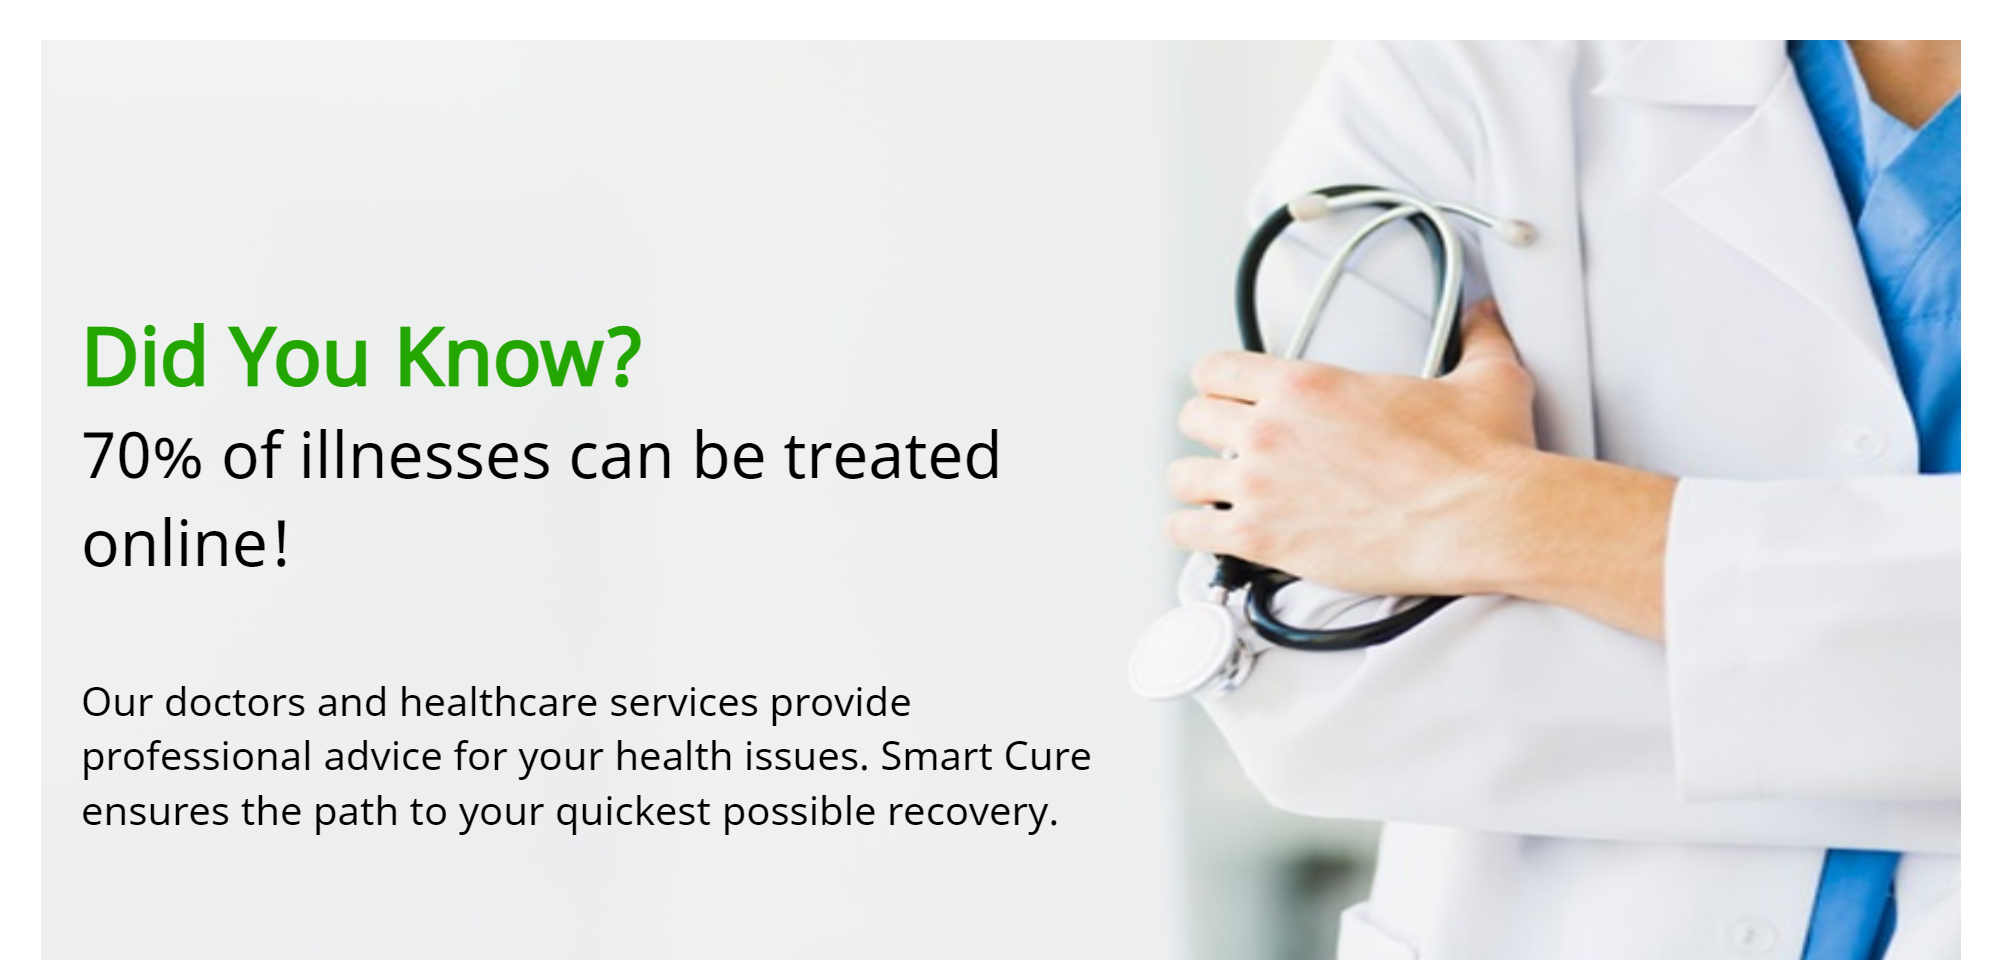 Did You Know?
70% of illnesses can be treated
online!
Our doctors and healthcare services provide
professional advice for your health issues. Smart Cure
ensures the path to your quickest possible recovery.